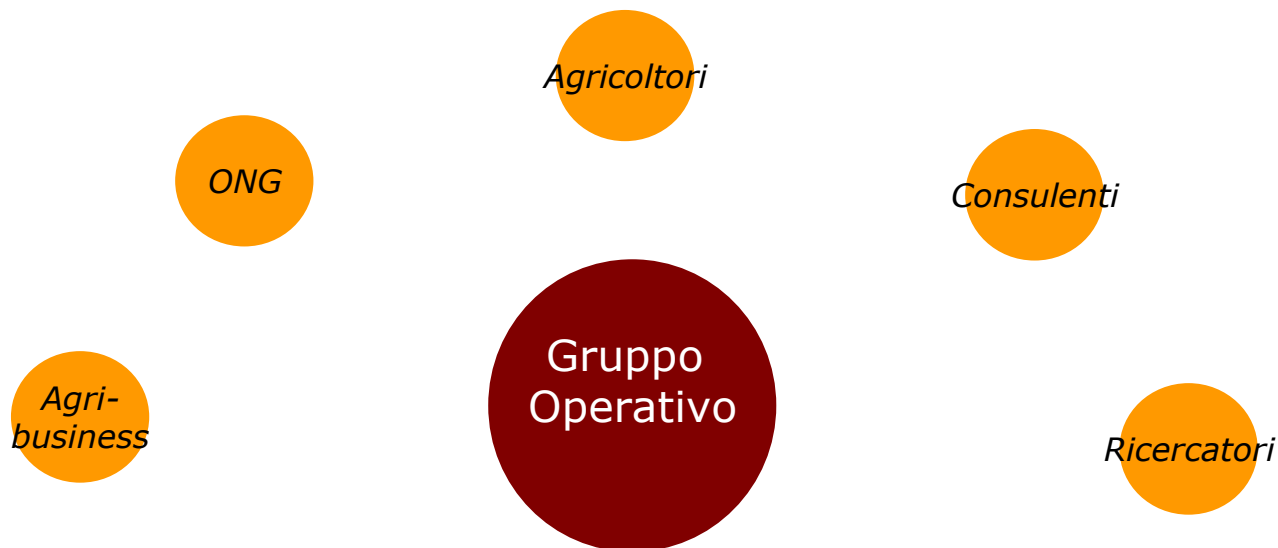 Agricoltori
ONG
Consulenti
Gruppo
Operativo
Agri-
business
Ricercatori